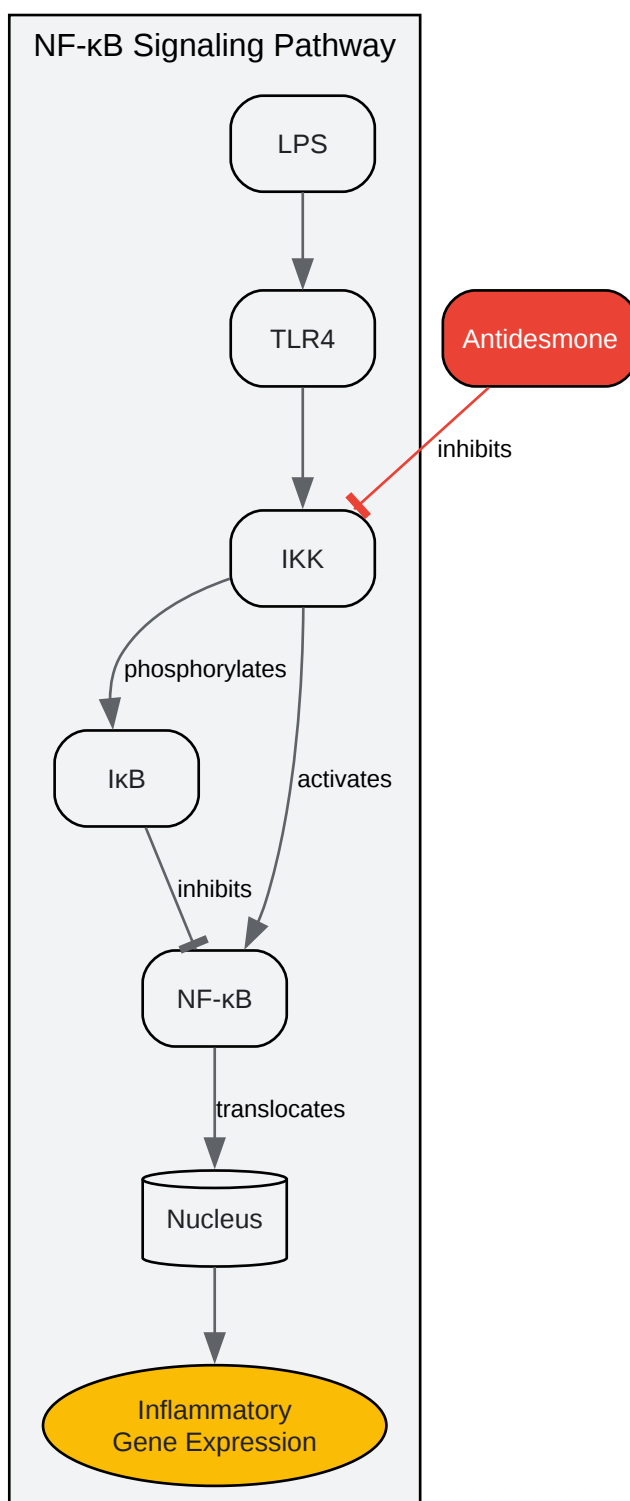 NF-κB Signaling Pathway
LPS
TLR4
Antidesmone
inhibits
IKK
phosphorylates
IκB
activates
inhibits
NF-κB
translocates
Nucleus
Inflammatory
Gene Expression